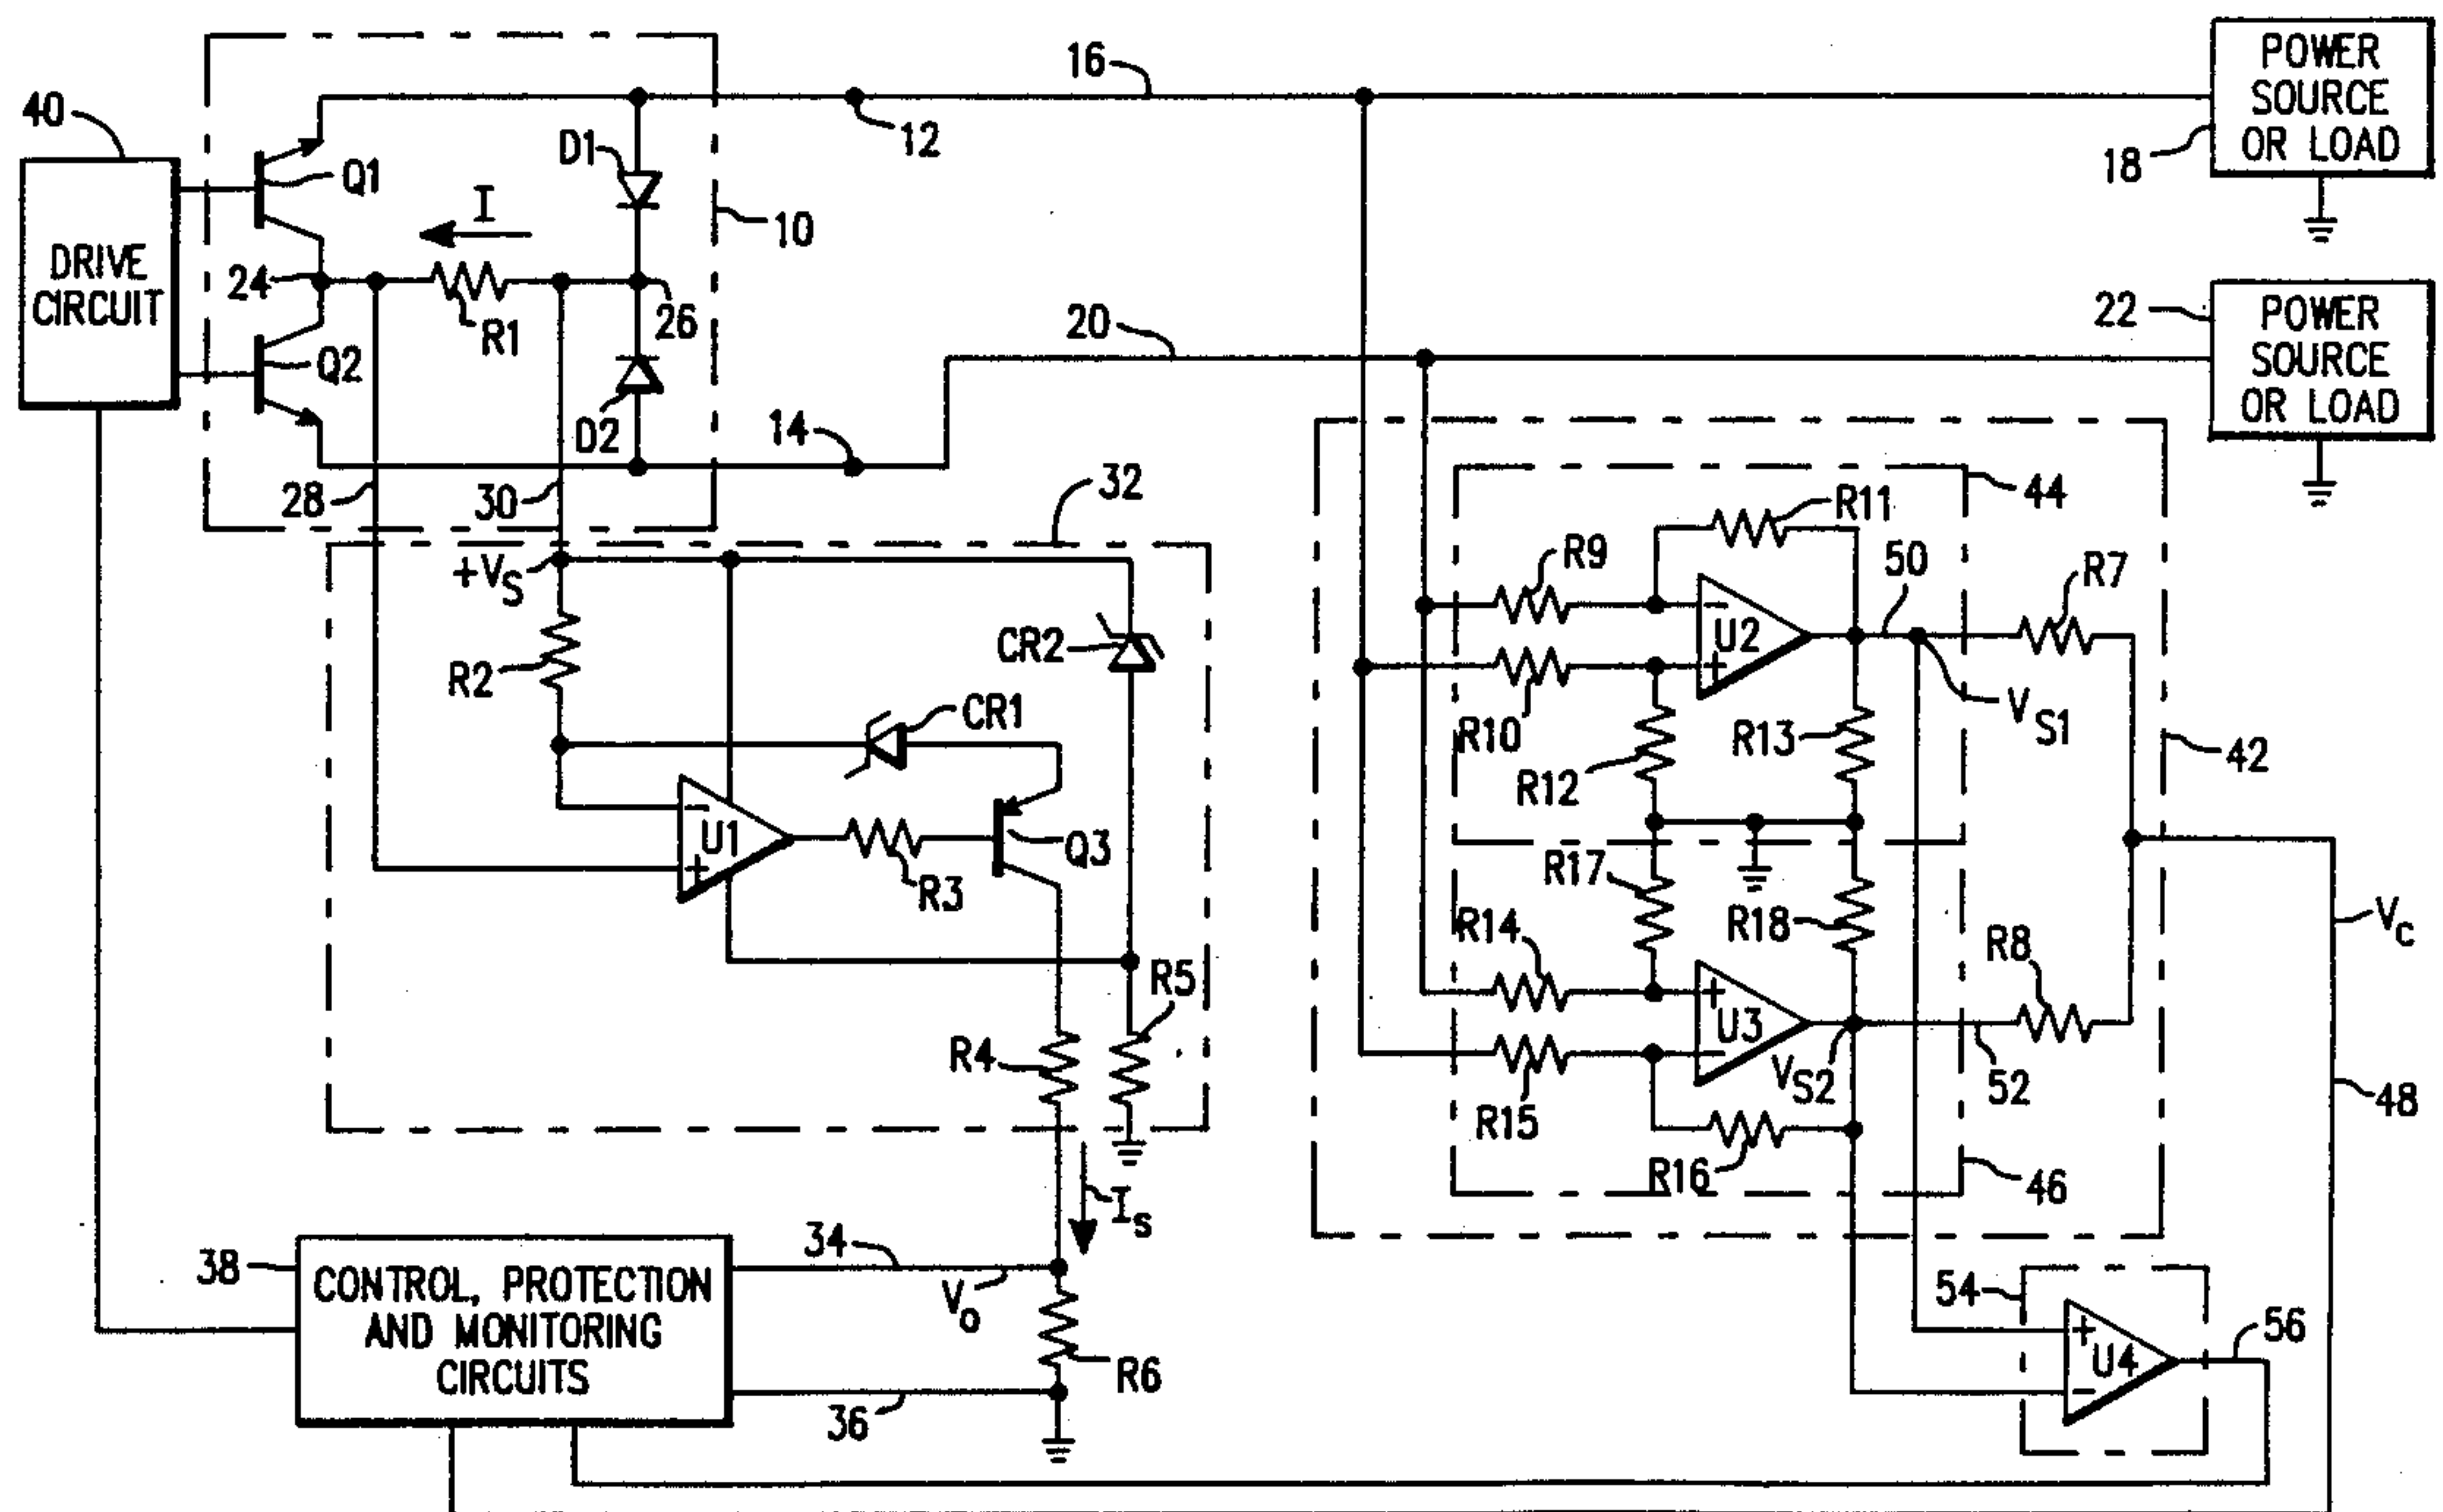 16
POWER
SOURCE
OR LOAD
18
40
12
D1
Q1
I
10
DRIVE
CIRCUIT
24
R1
26
20
22
POWER
SOURCE
OR LOAD
Q2
D2
14
28
30
32
44
R11
+VS
R9
50
R7
R2
CR2
U2
CR1
R10
R13
VS1
42
R12
U1
Q3
R3
R17
R14
R18
R8
VC
R5
U3
R4
VS2
52
48
R15
R16
46
IS
38
CONTROL, PROTECTION
AND MONITORING
CIRCUITS
34
VO
54
56
U4
R6
36
+
−